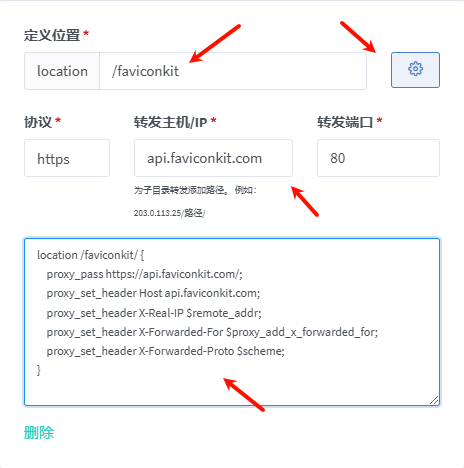 定义位置 *
location /faviconkit
协议 * 转发主机/IP * 转发端口 *
https api.faviconkit.com 80
为子目录转发添加路径。 例如：
203.0.113.25/路径/
location /faviconkit/ {
proxy_pass https://api.faviconkit.com/;
proxy_set_header Host api.faviconkit.com;
proxy_set_header X-Real-IP $remote_addr;
proxy_set_header X-Forwarded-For $proxy_add_x_forwarded_for;
proxy_set_header X-Forwarded-Proto $scheme;
}
删除